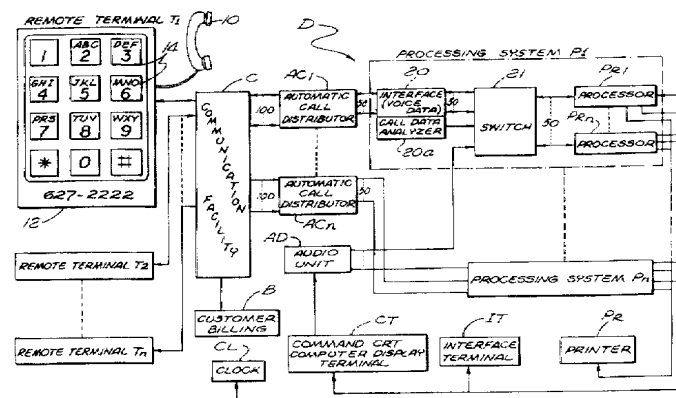 REMOTE TERMINAL T1
10
14
1
ABC
2
DEF
3
GHI
4
JKL
5
MNO
6
PRS
7
TUV
8
WXY
9
*
0
#
627-2222
12
REMOTE TERMINAL T2
REMOTE TERMINAL Tn
C
COMMUNICATION FACILITY
B
CUSTOMER BILLING
CL
CLOCK
100
AC1
AUTOMATIC CALL DISTRIBUTOR
50
100
AUTOMATIC CALL DISTRIBUTOR
50
ACn
AD
AUDIO UNIT
CT
COMMAND CRT COMPUTER DISPLAY TERMINAL
IT
INTERFACE TERMINAL
PR
PRINTER
D
PROCESSING SYSTEM P1
20
INTERFACE (VOICE DATA)
50
CALL DATA ANALYZER
20a
21
SWITCH
50
PR1
PROCESSOR
PRn
PROCESSOR
PROCESSING SYSTEM Pn